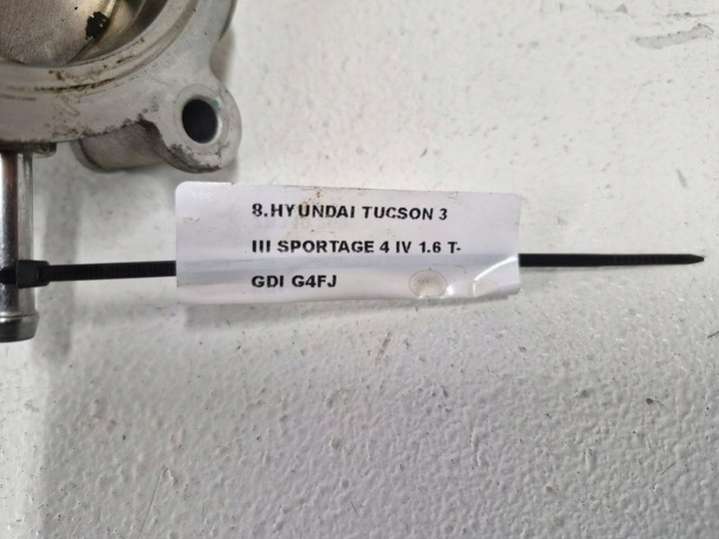 8.HYUNDAI TUCSON 3
III SPORTAGE 4 IV 1.6 T-
GDI G4FJ